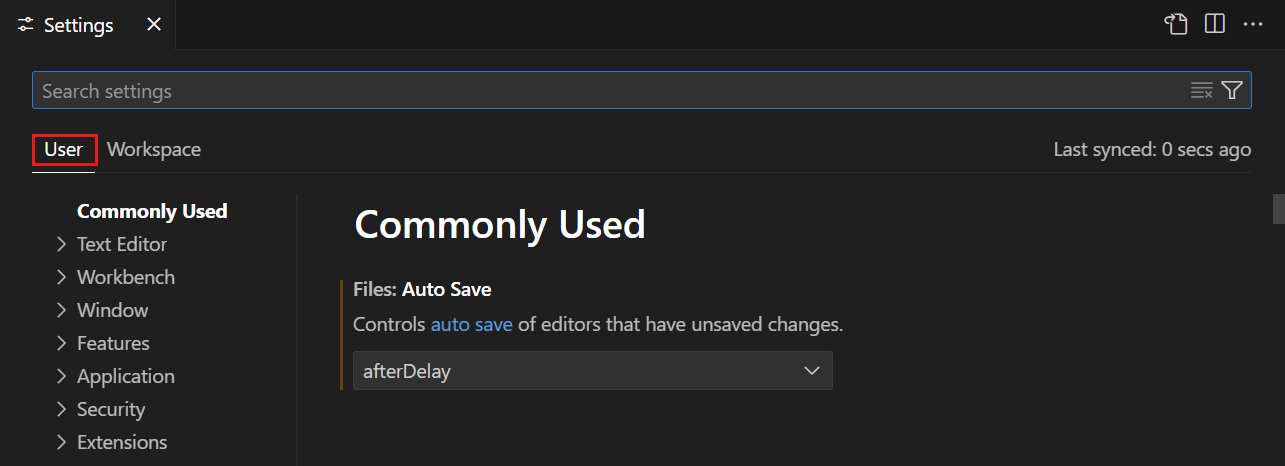 Settings
Search settings
User Workspace Last synced: 0 secs ago
Commonly Used
Text Editor
Workbench
Window
Features
Application
Security
Extensions
Commonly Used
Files: Auto Save
Controls auto save of editors that have unsaved changes.
afterDelay